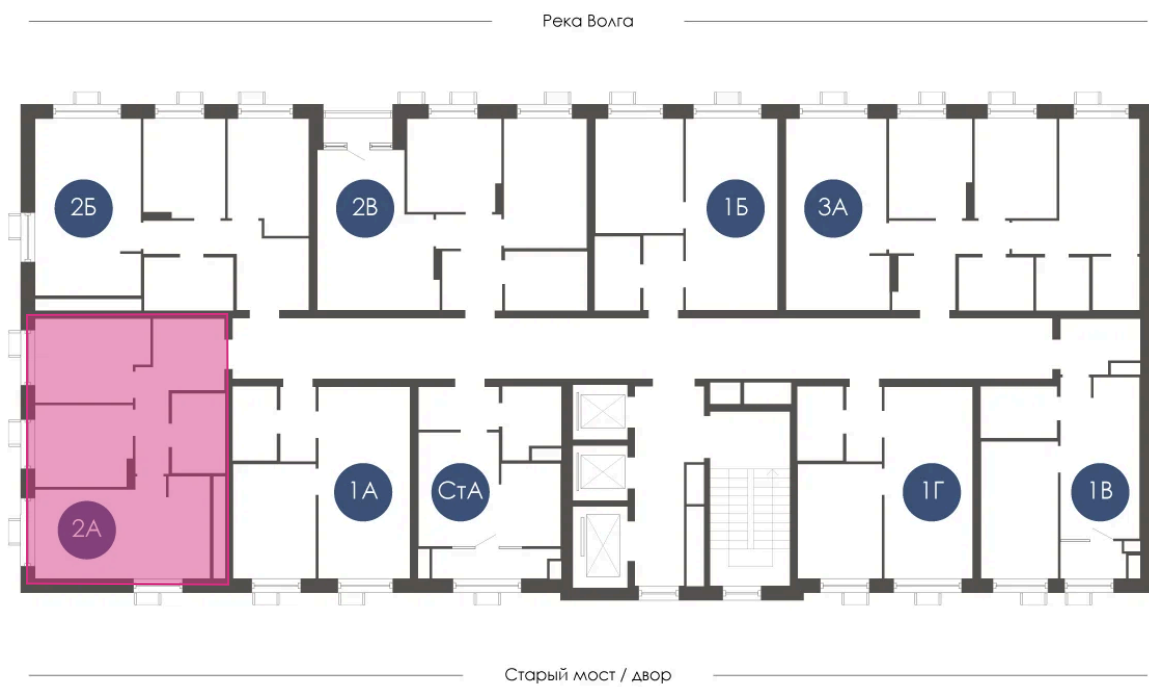 Река Волга
2Б
2В
1Б
3А
2А
1А
СтА
1Г
1В
Старый мост / двор